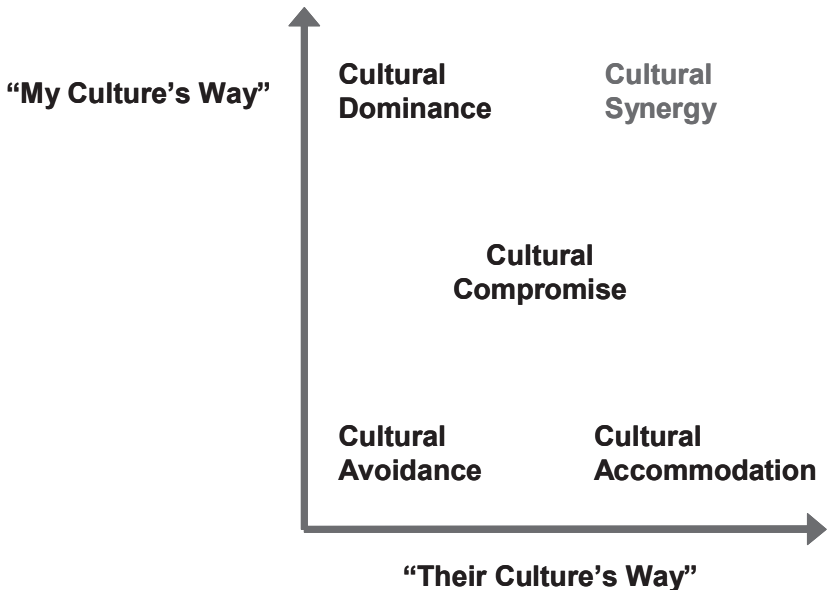 “My Culture’s Way”
Cultural
Dominance
Cultural
Synergy
Cultural
Compromise
Cultural
Avoidance
Cultural
Accommodation
“Their Culture’s Way”